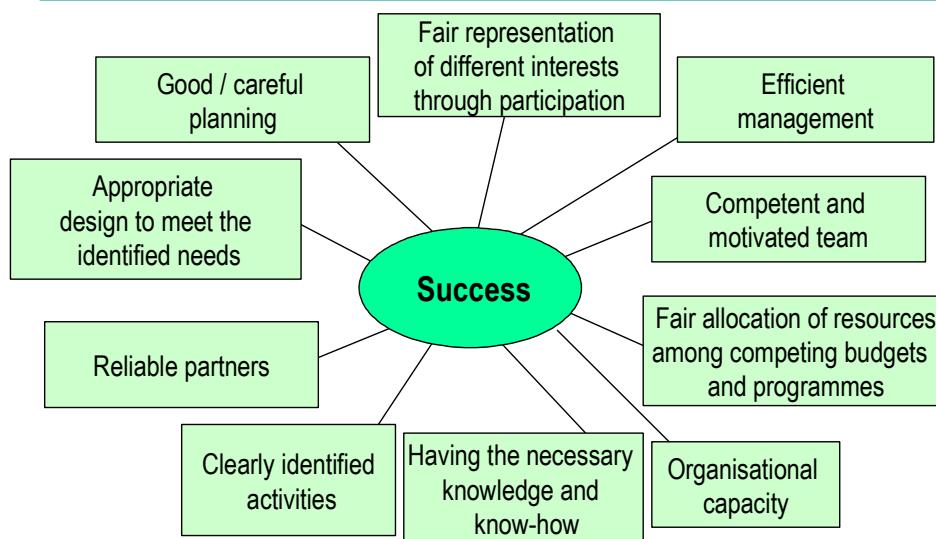 Fair representation
of different interests
through participation
Good / careful
planning
Efficient
management
Appropriate
design to meet the
identified needs
Competent and
motivated team
Success
Fair allocation of resources
among competing budgets
and programmes
Reliable partners
Clearly identified
activities
Having the necessary
knowledge and
know-how
Organisational
capacity